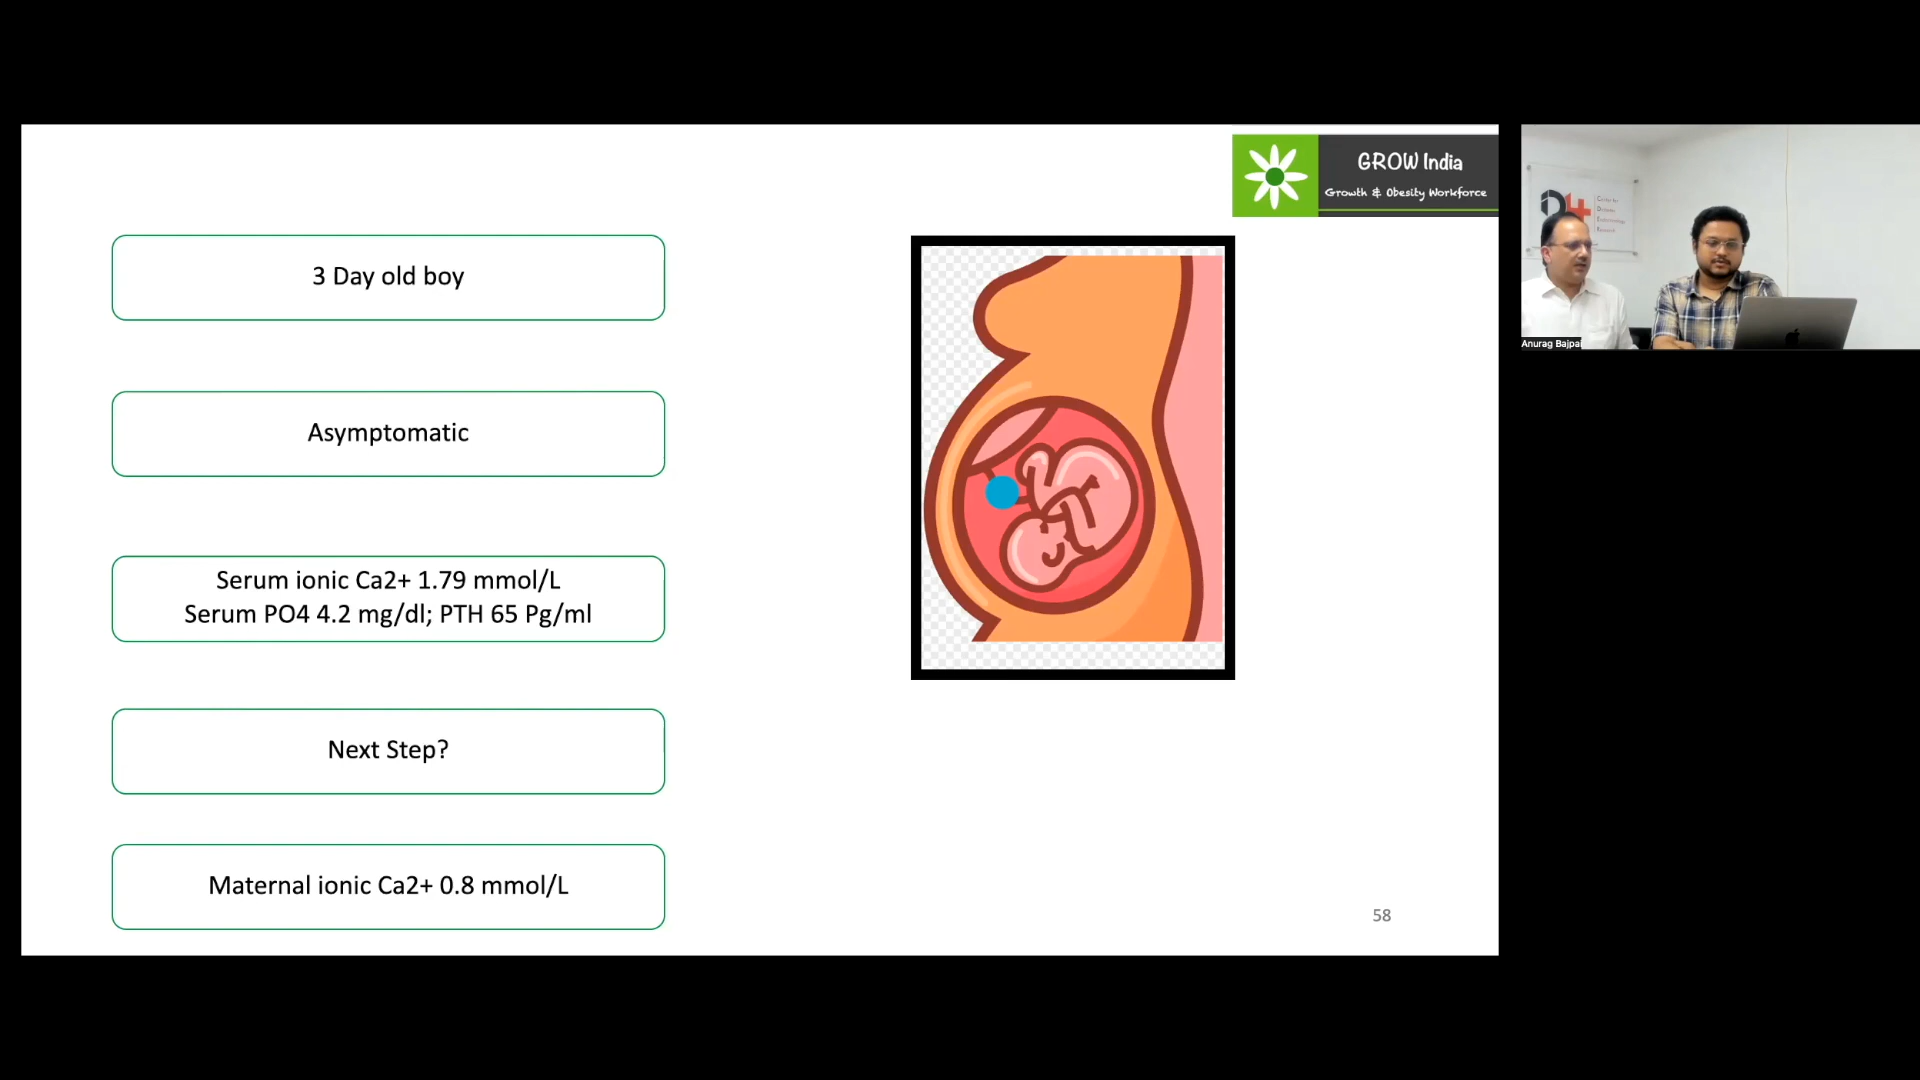 GROW India
Growth & Obesity Workforce
3 Day old boy
Asymptomatic
Serum ionic Ca2+ 1.79 mmol/L
Serum PO4 4.2 mg/dl; PTH 65 Pg/ml
Next Step?
Maternal ionic Ca2+ 0.8 mmol/L
58
Anurag Bajpai